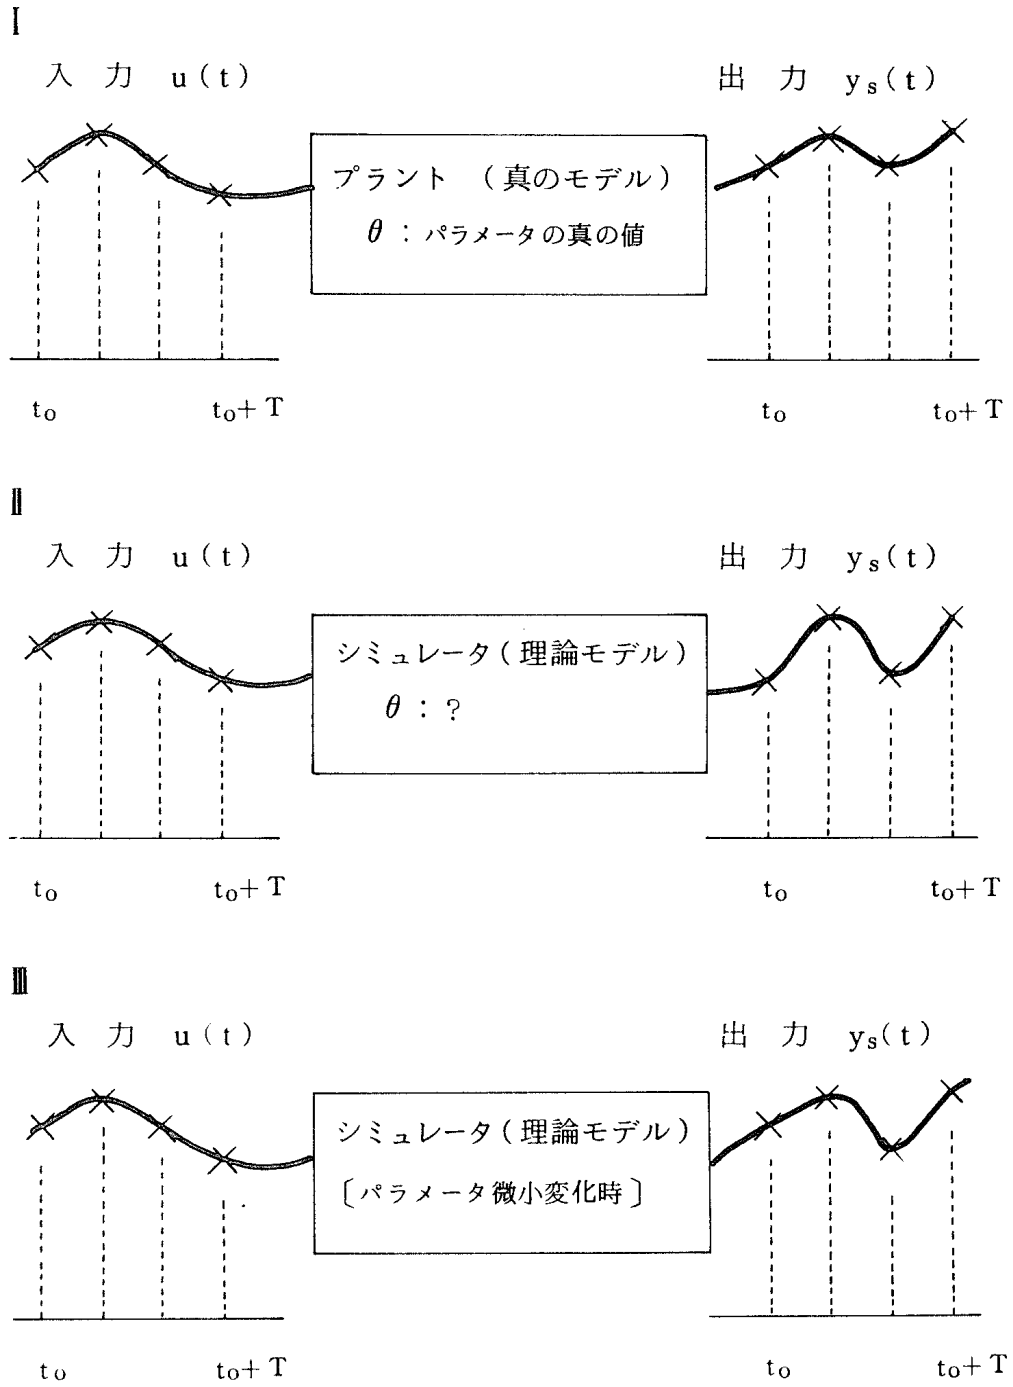 I
入力 u(t)
出力 ys(t)
プラント (真のモデル)
θ : パラメータの真の値
to
to+T
to
to+T
II
入力 u(t)
出力 ys(t)
シミュレータ(理論モデル)
θ : ?
to
to+T
to
to+T
III
入力 u(t)
出力 ys(t)
シミュレータ(理論モデル)
〔パラメータ微小変化時〕
to
to+T
to
to+T